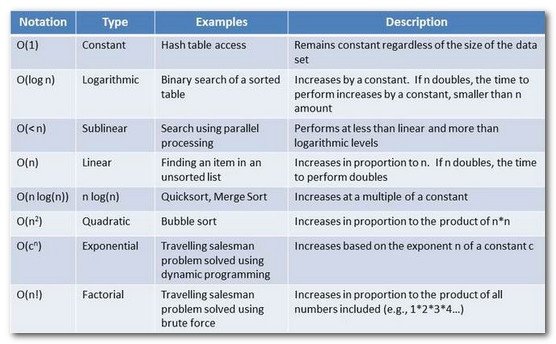 Notation Type Examples Description
O(1) Constant Hash table access Remains constant regardless of the size of the data
set
O(log n) Logarithmic Binary search of a sorted Increases by a constant. If n doubles, the time to
table perform increases by a constant, smaller than n
amount
O(< n) Sublinear Search using parallel Performs at less than linear and more than
processing logarithmic levels
O(n) Linear Finding an item in an Increases in proportion to n. If n doubles, the time
unsorted list to perform doubles
O(n log(n)) n log(n) Quicksort, Merge Sort Increases at a multiple of a constant
O(n²) Quadratic Bubble sort Increases in proportion to the product of n*n
O(cⁿ) Exponential Travelling salesman Increases based on the exponent n of a constant c
problem solved using
dynamic programming
O(n!) Factorial Travelling salesman Increases in proportion to the product of all
problem solved using numbers included (e.g., 1*2*3*4...)
brute force